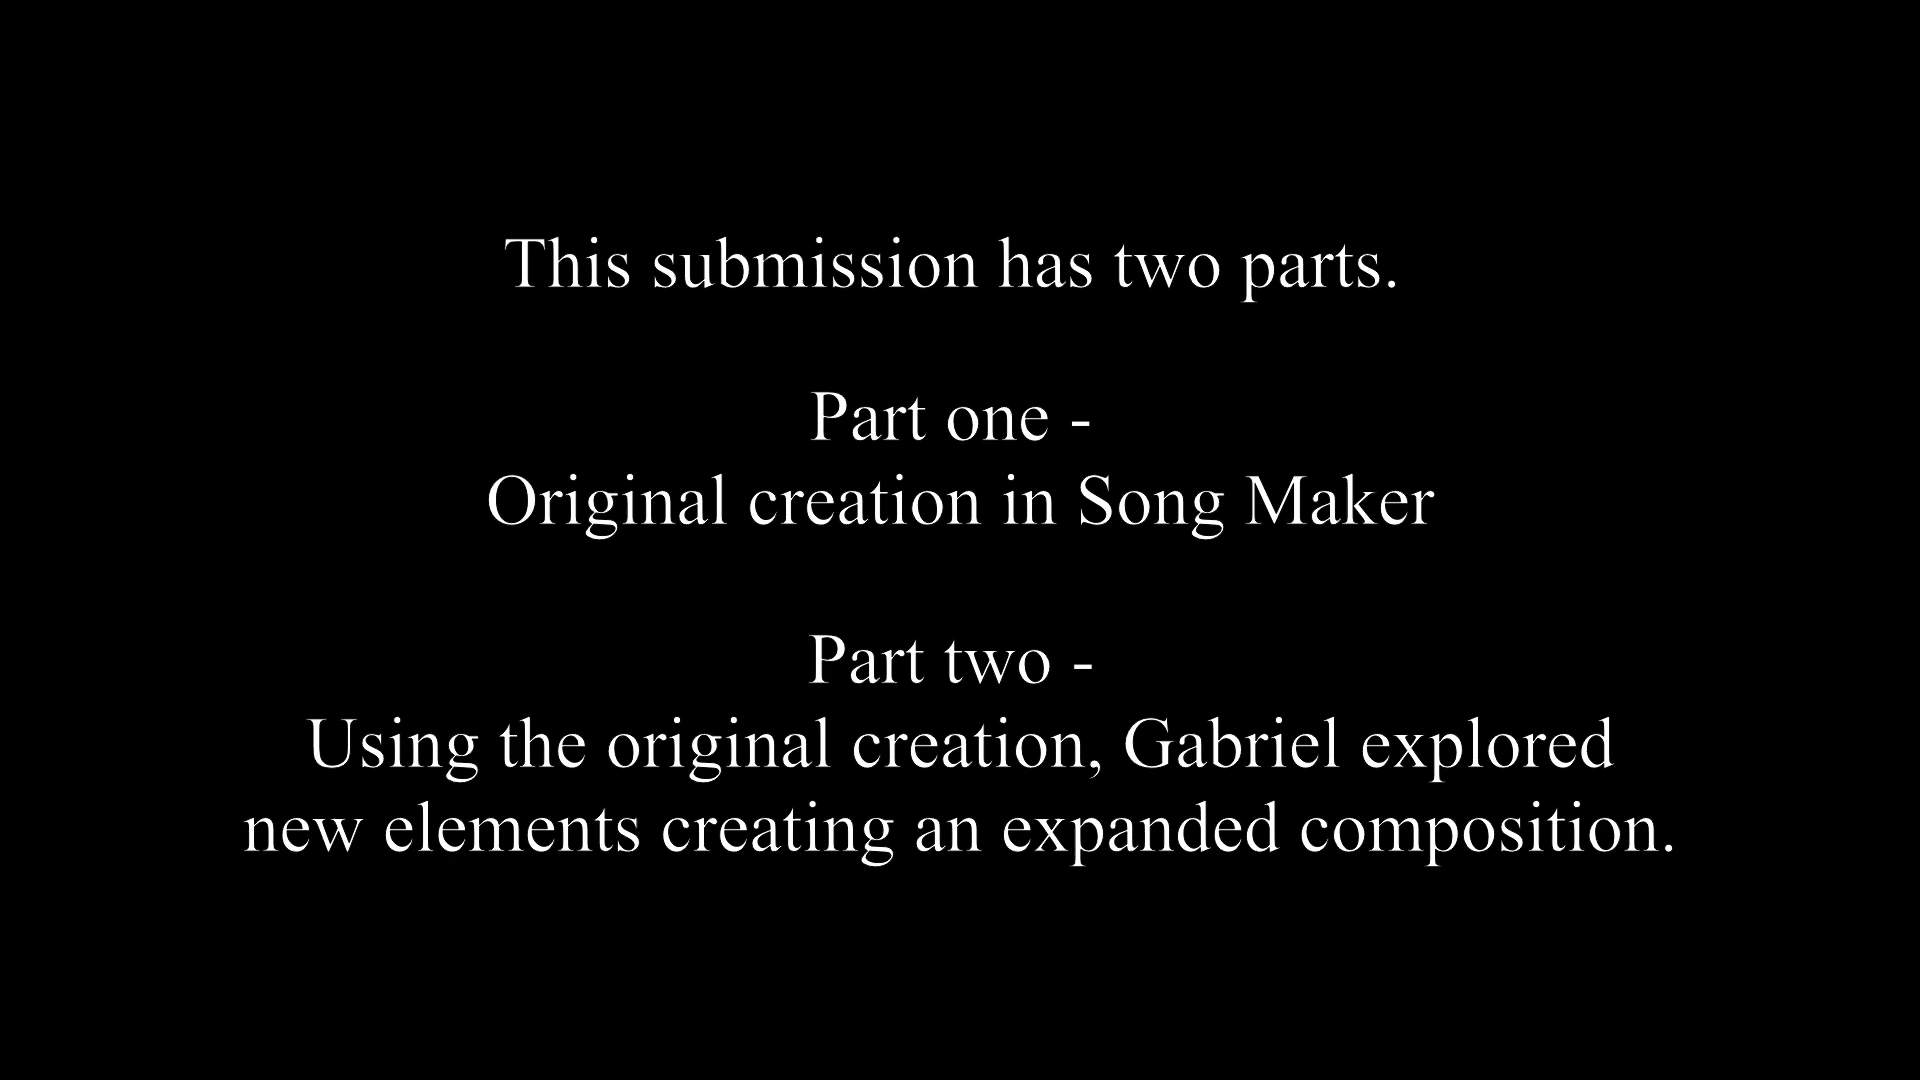 This submission has two parts.
Part one -
Original creation in Song Maker
Part two -
Using the original creation, Gabriel explored
new elements creating an expanded composition.